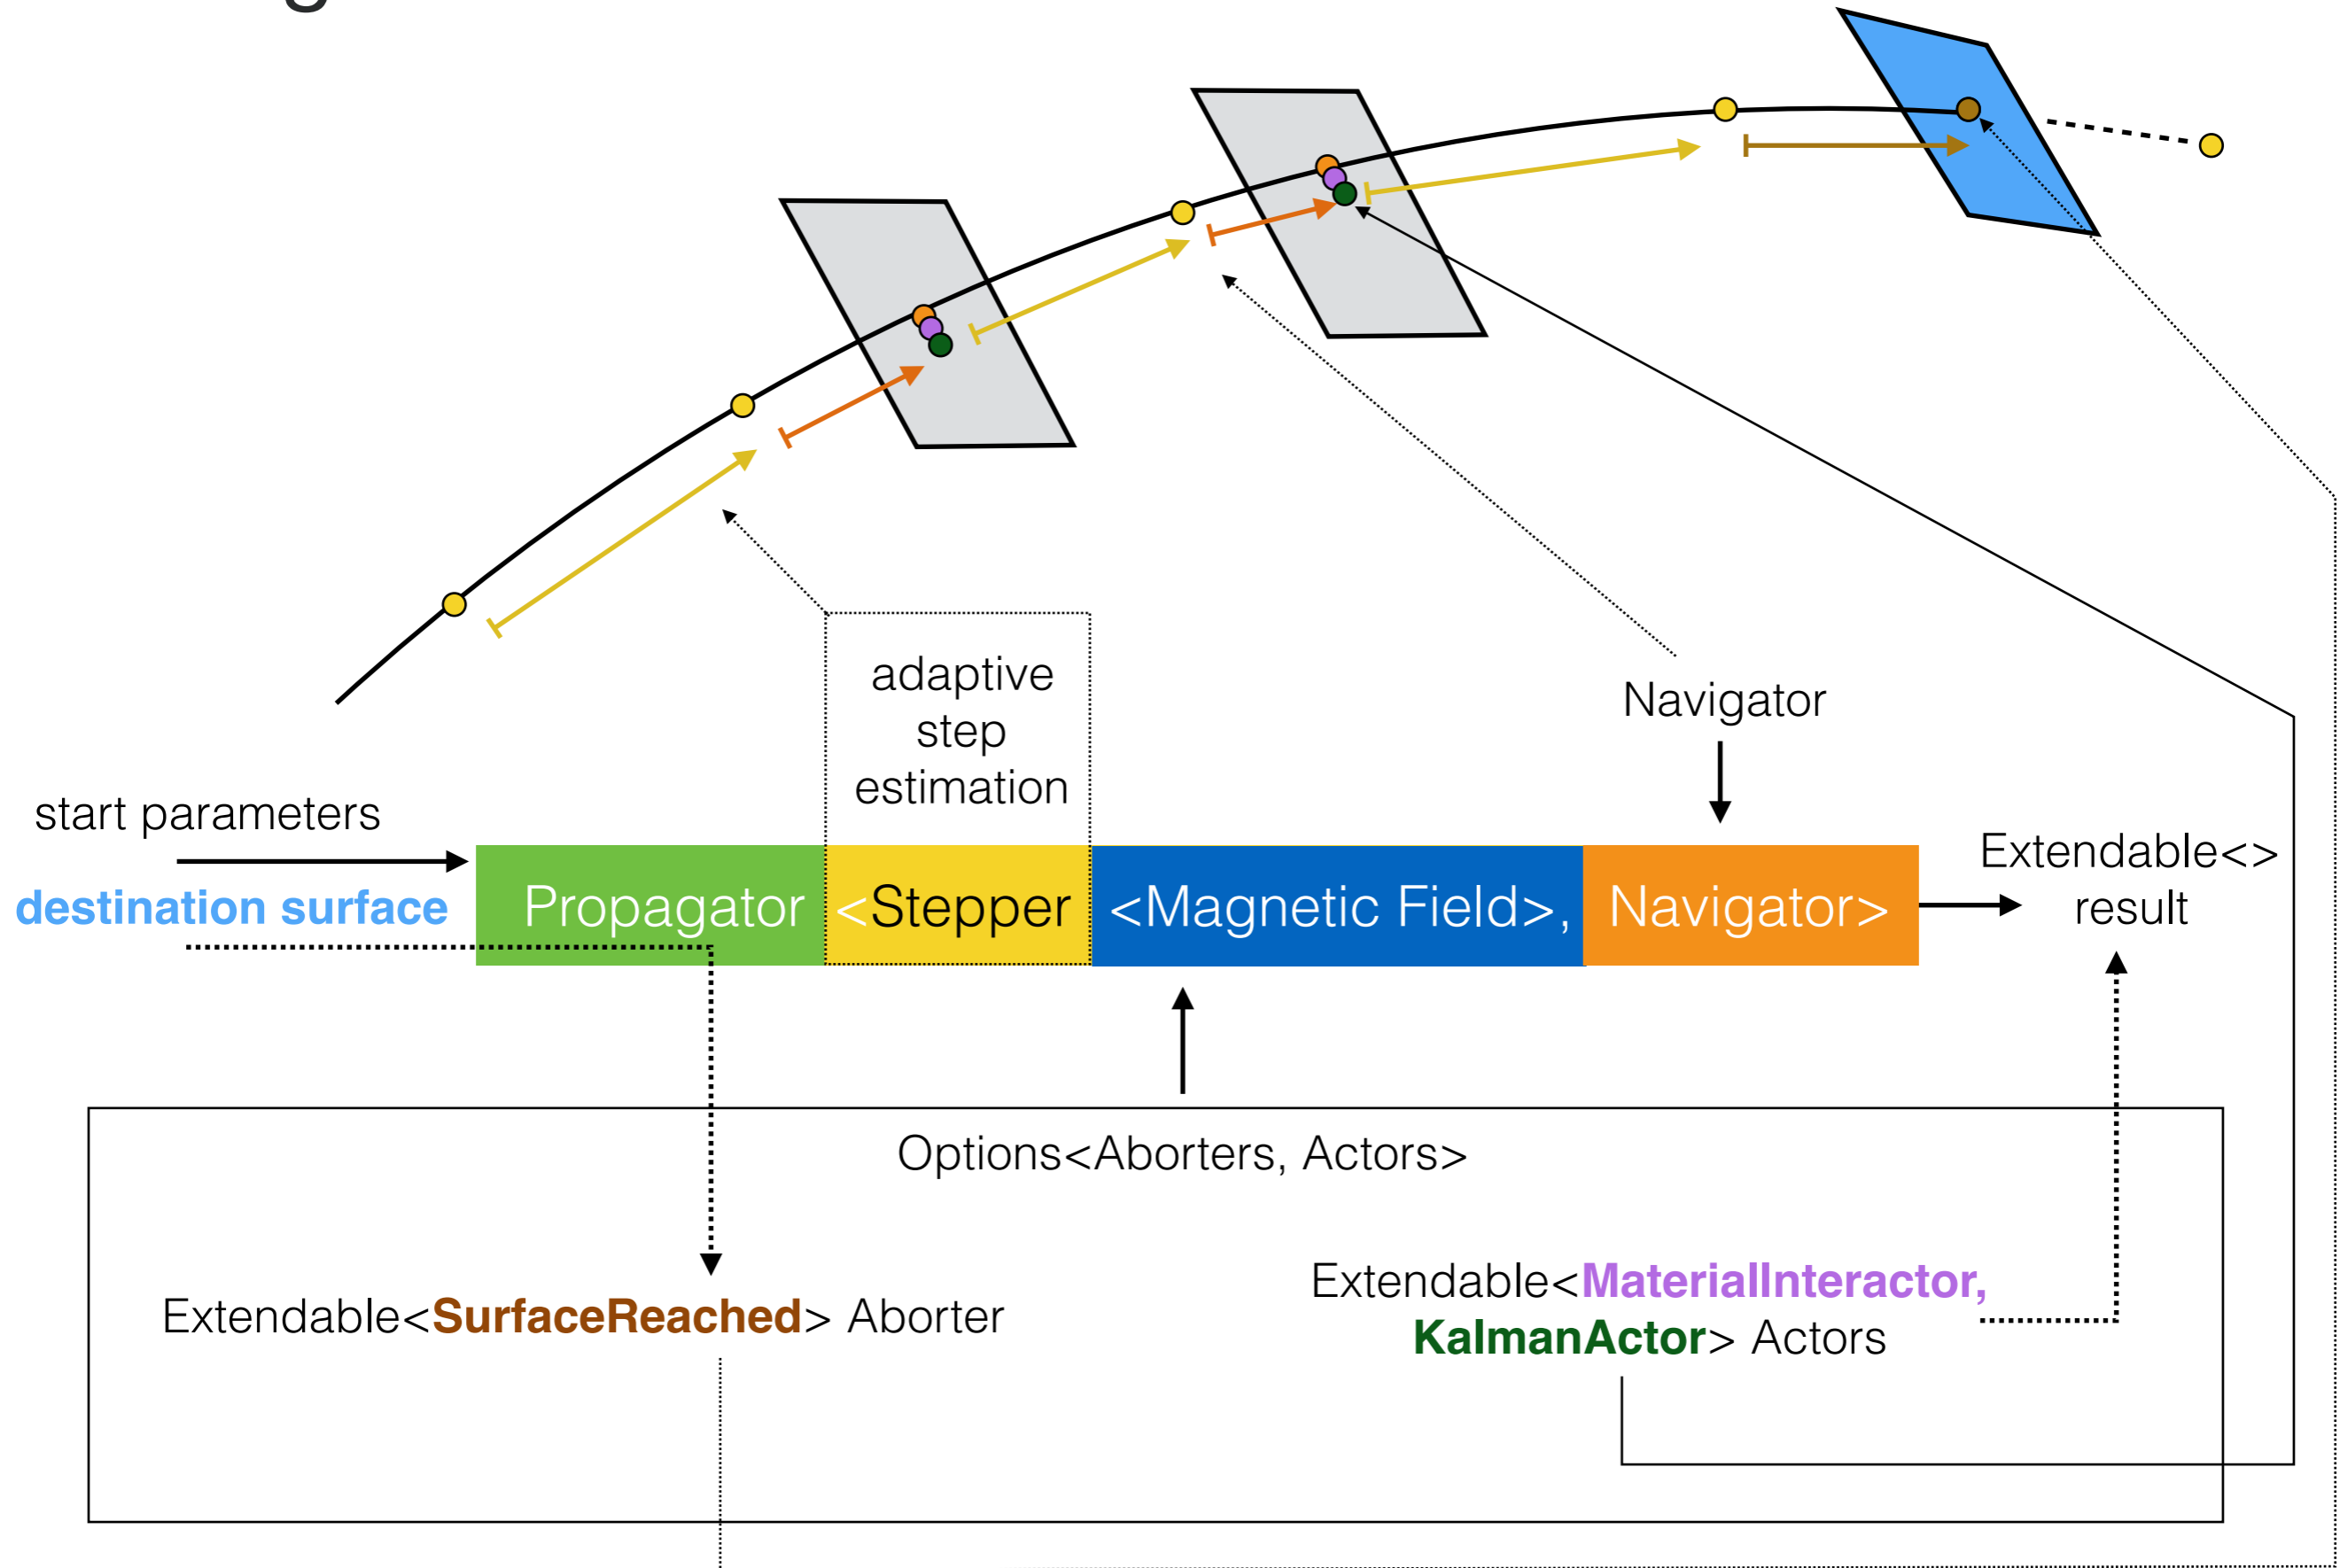 adaptive
step
estimation
Navigator
start parameters
destination surface
Propagator <Stepper <Magnetic Field>, Navigator>
Extendable<>
result
Options<Aborters, Actors>
Extendable<SurfaceReached> Aborter
Extendable<MaterialInteractor,
KalmanActor> Actors